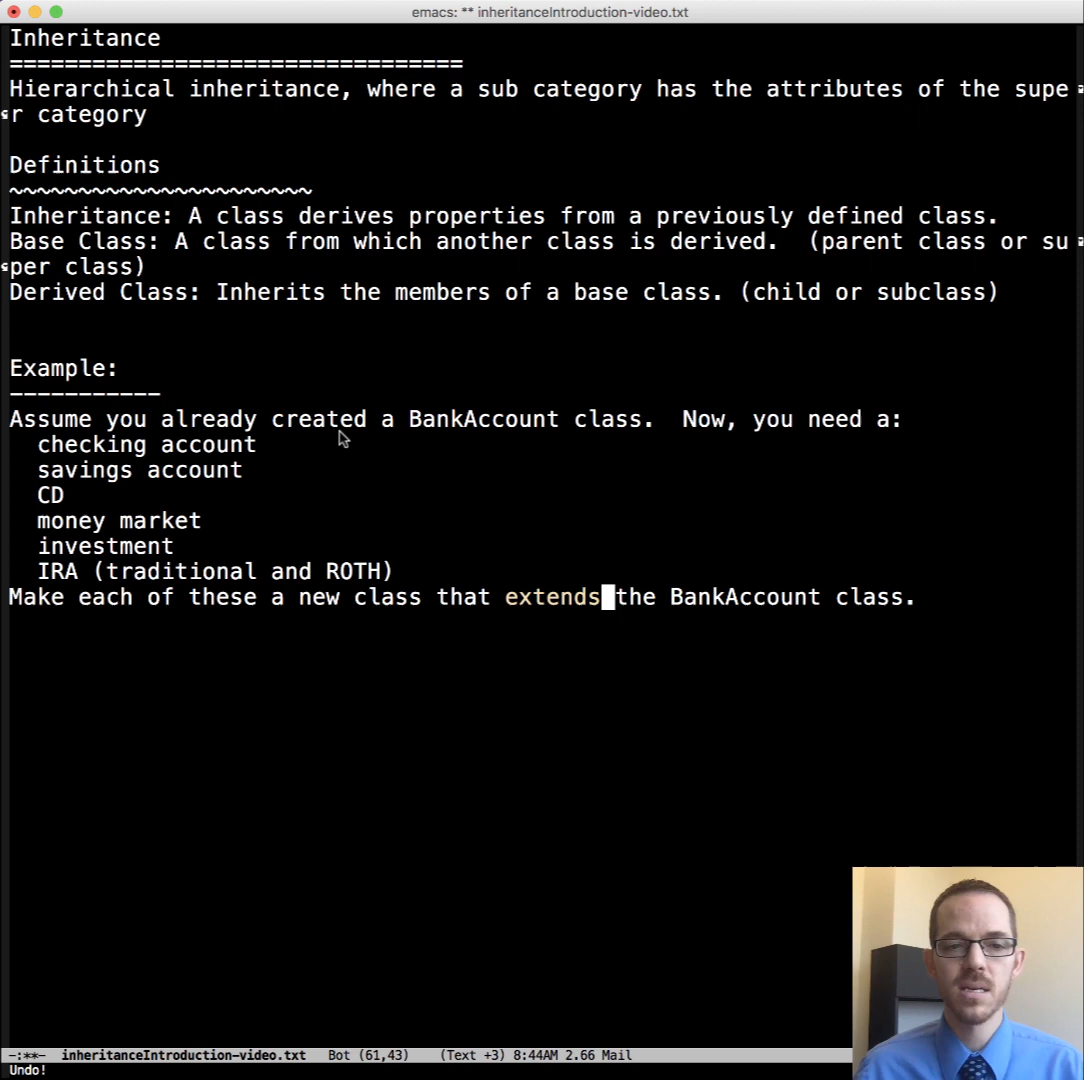 emacs: ** inheritanceIntroduction-video.txt
Inheritance
=================================
Hierarchical inheritance, where a sub category has the attributes of the supe
r category
Definitions
~~~~~~~~~~~~~~~~~~~~~~
Inheritance: A class derives properties from a previously defined class.
Base Class: A class from which another class is derived.  (parent class or su
per class)
Derived Class: Inherits the members of a base class. (child or subclass)
Example:
-----------
Assume you already created a BankAccount class.  Now, you need a:
checking account
savings account
CD
money market
investment
IRA (traditional and ROTH)
Make each of these a new class that extends the BankAccount class.
-:**-  inheritanceIntroduction-video.txt   Bot (61,43)    (Text +3) 8:44AM 2.66 Mail
Undo!